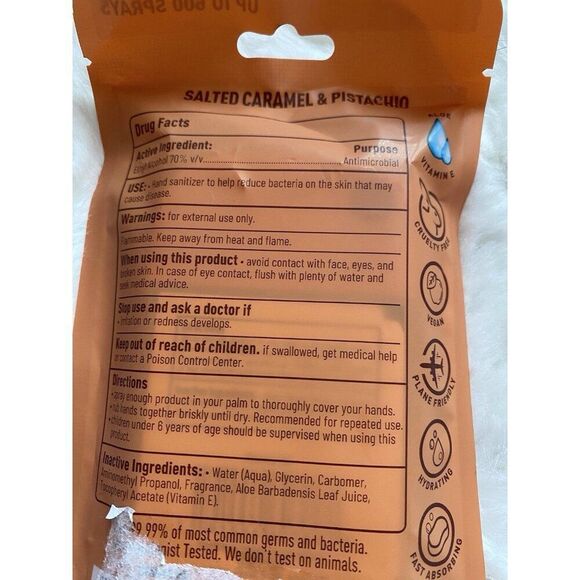 UP TO 600 SPRAYS
SALTED CARAMEL & PISTACHIO
Drug Facts
Active Ingredient: Purpose
Ethyl Alcohol 70% v/v Antimicrobial
USE: • Hand sanitizer to help reduce bacteria on the skin that may
cause disease.
Warnings: for external use only.
Flammable. Keep away from heat and flame.
When using this product • avoid contact with face, eyes, and
broken skin. In case of eye contact, flush with plenty of water and
seek medical advice.
Stop use and ask a doctor if
• irritation or redness develops.
Keep out of reach of children. if swallowed, get medical help
or contact a Poison Control Center.
Directions
• spray enough product in your palm to thoroughly cover your hands.
• rub hands together briskly until dry. Recommended for repeated use.
• children under 6 years of age should be supervised when using this
product.
Inactive Ingredients: • Water (Aqua), Glycerin, Carbomer,
Aminomethyl Propanol, Fragrance, Aloe Barbadensis Leaf Juice,
Tocopheryl Acetate (Vitamin E).
99.99% of most common germs and bacteria.
Tested. We don't test on animals.
ALOE
VITAMIN E
CRUELTY FREE
VEGAN
PLANE FRIENDLY
HYDRATING
FAST ABSORBING